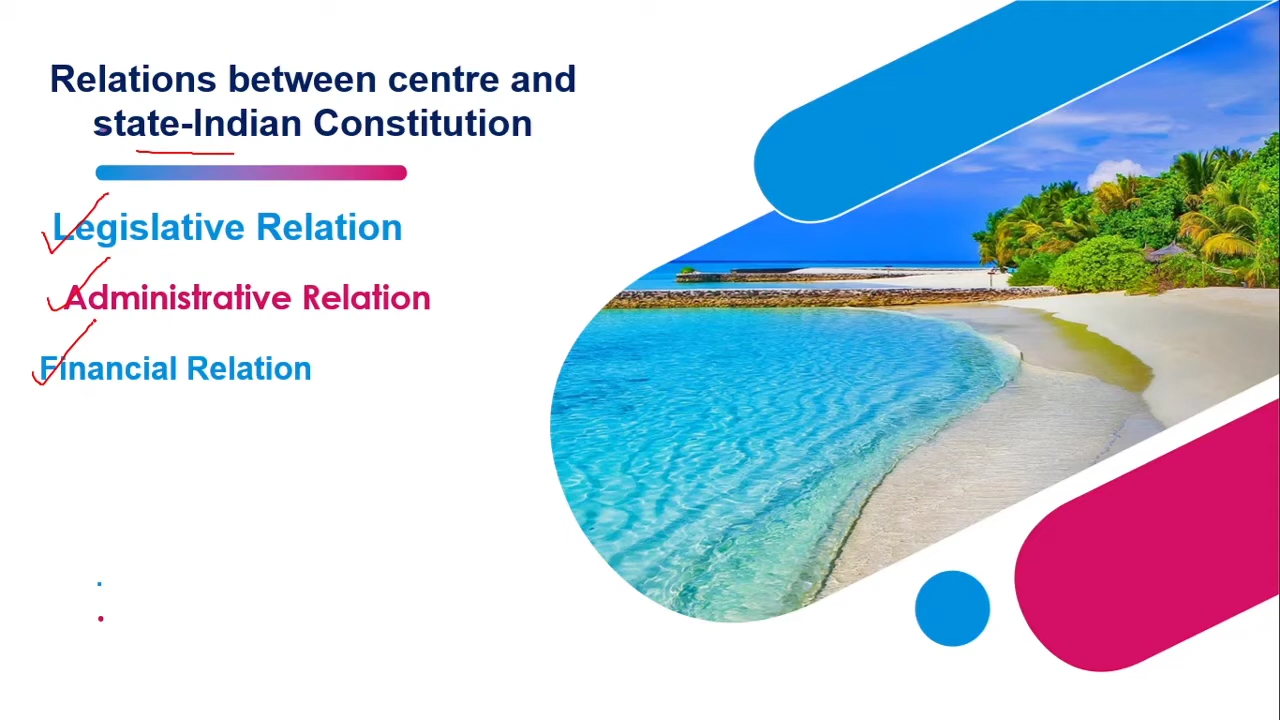 Relations between centre and
state-Indian Constitution
Legislative Relation
Administrative Relation
Financial Relation